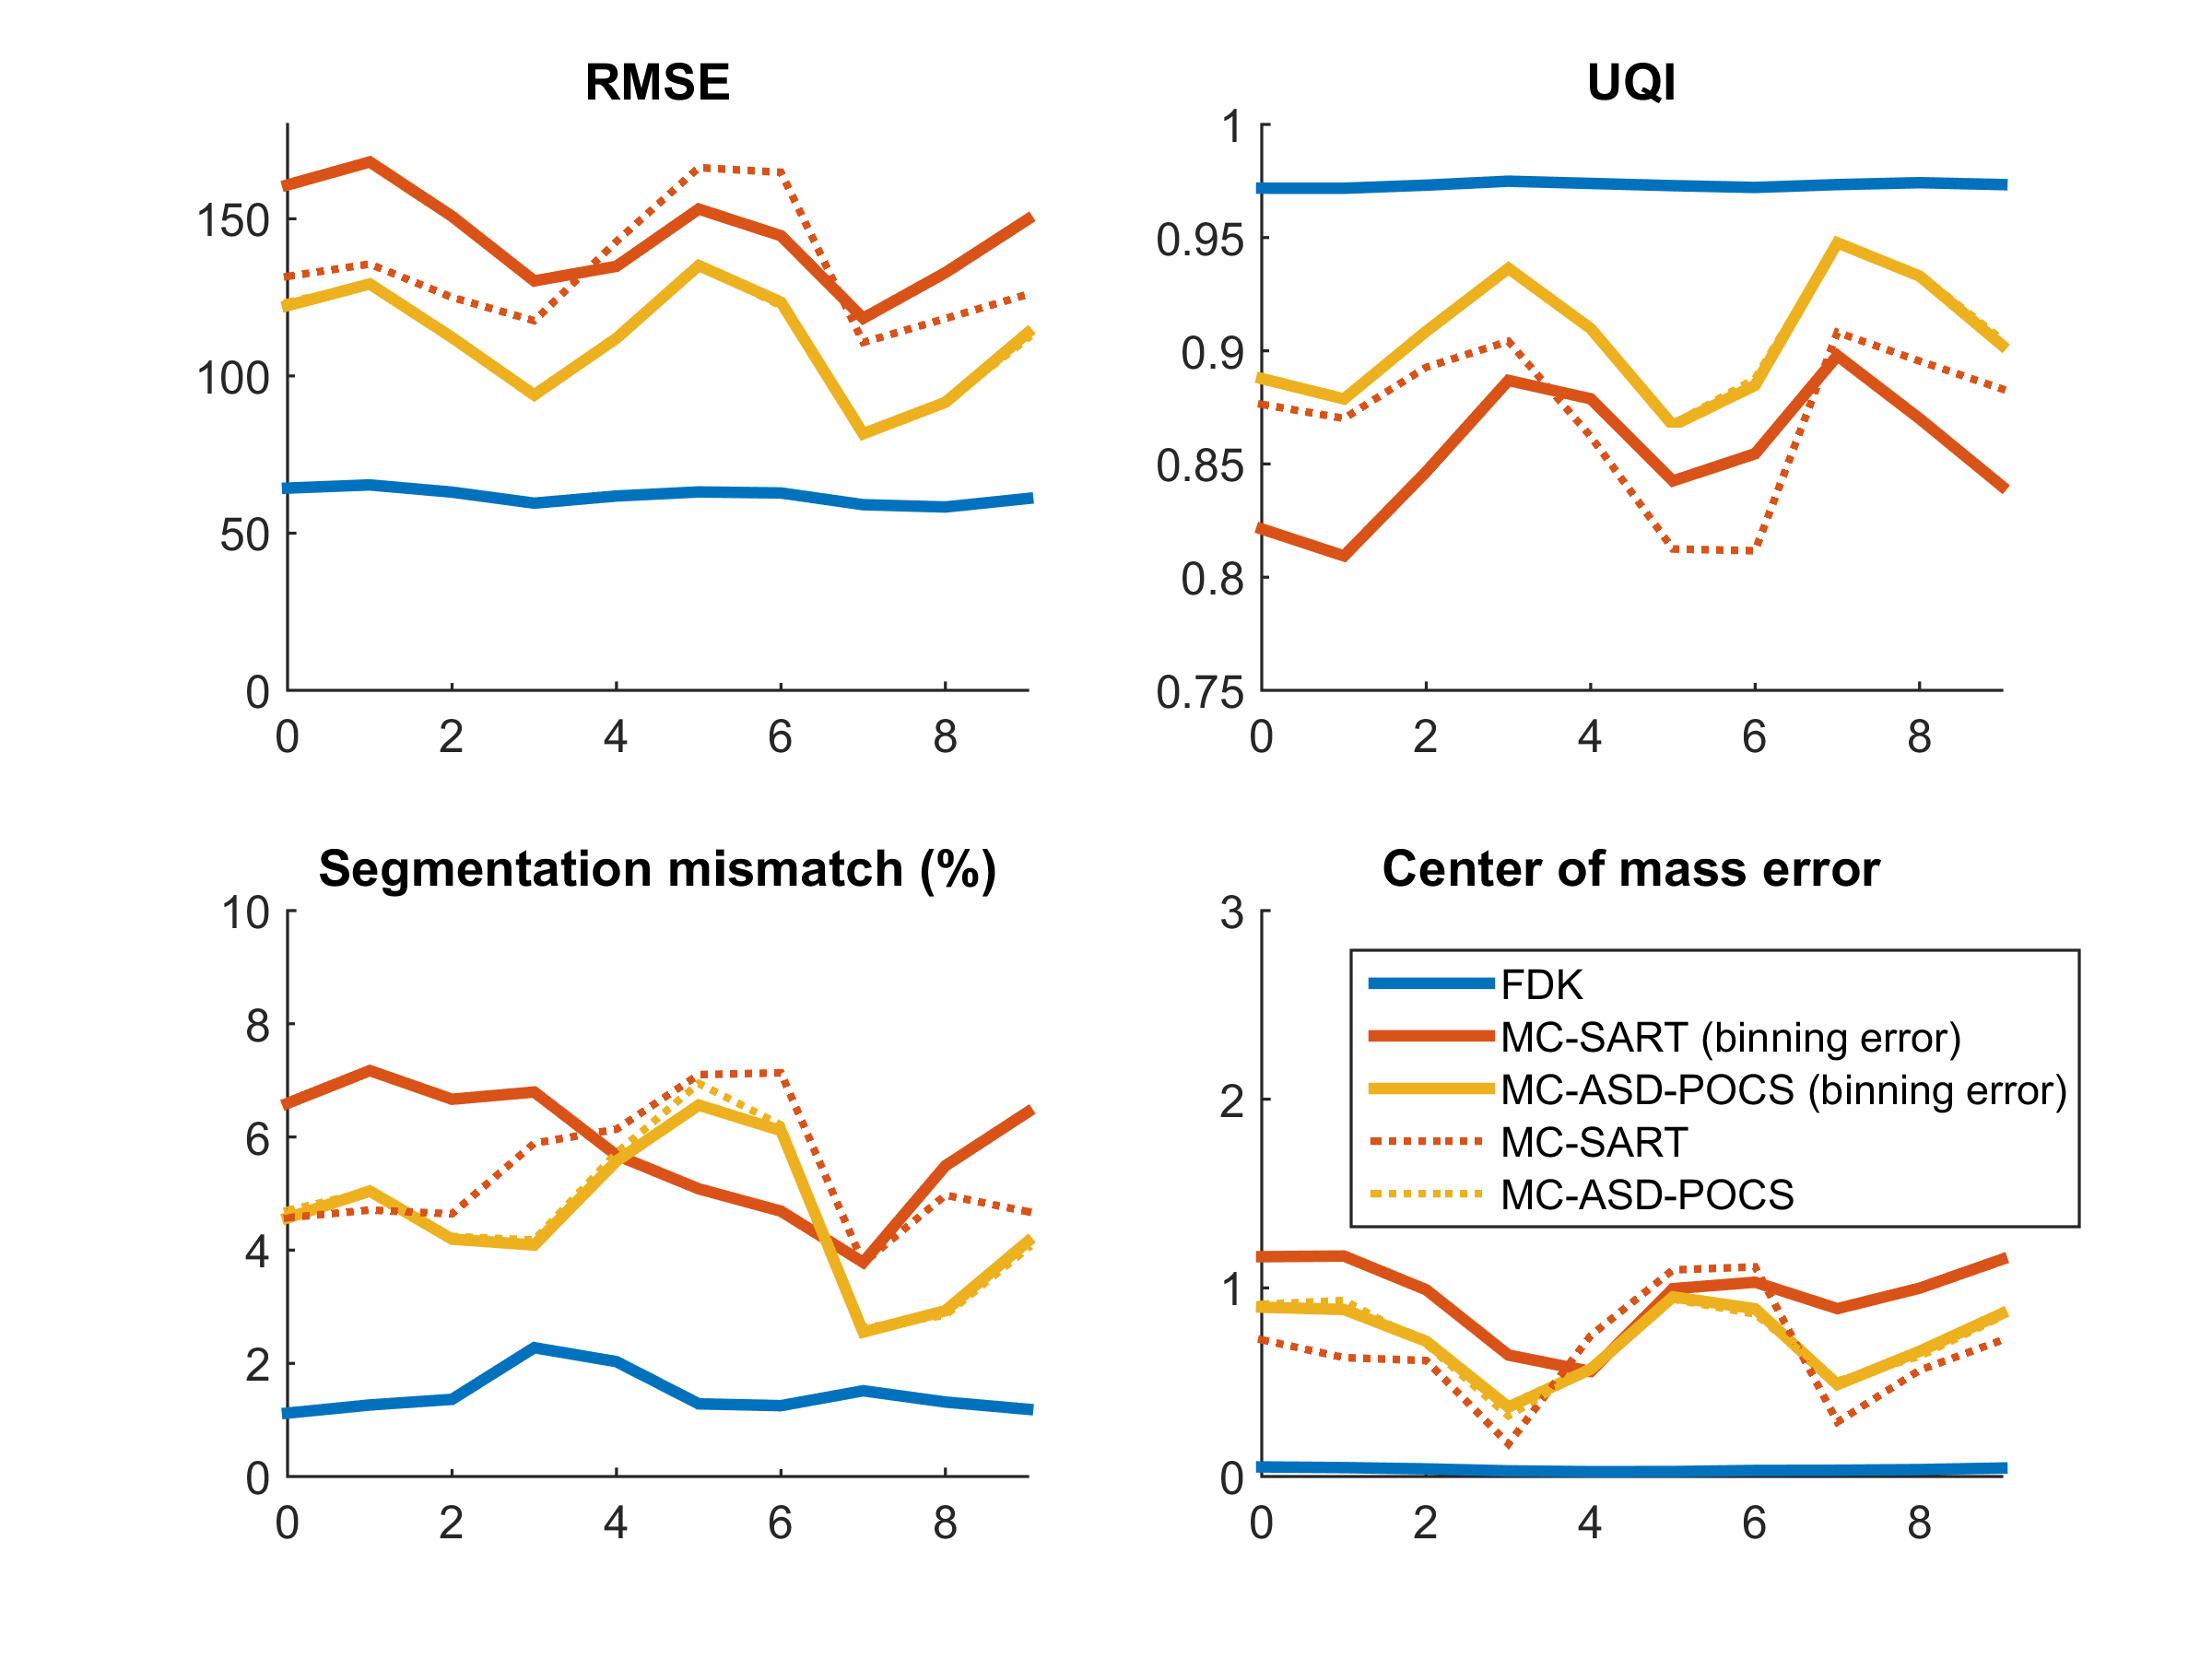 RMSE
150
100
50
0
0 2 4 6 8
UQI
1
0.95
0.9
0.85
0.8
0.75
0 2 4 6 8
Segmentation mismatch (%)
10
8
6
4
2
0
0 2 4 6 8
Center of mass error
3
2
1
0
0 2 4 6 8
FDK
MC-SART (binning error)
MC-ASD-POCS (binning error)
MC-SART
MC-ASD-POCS